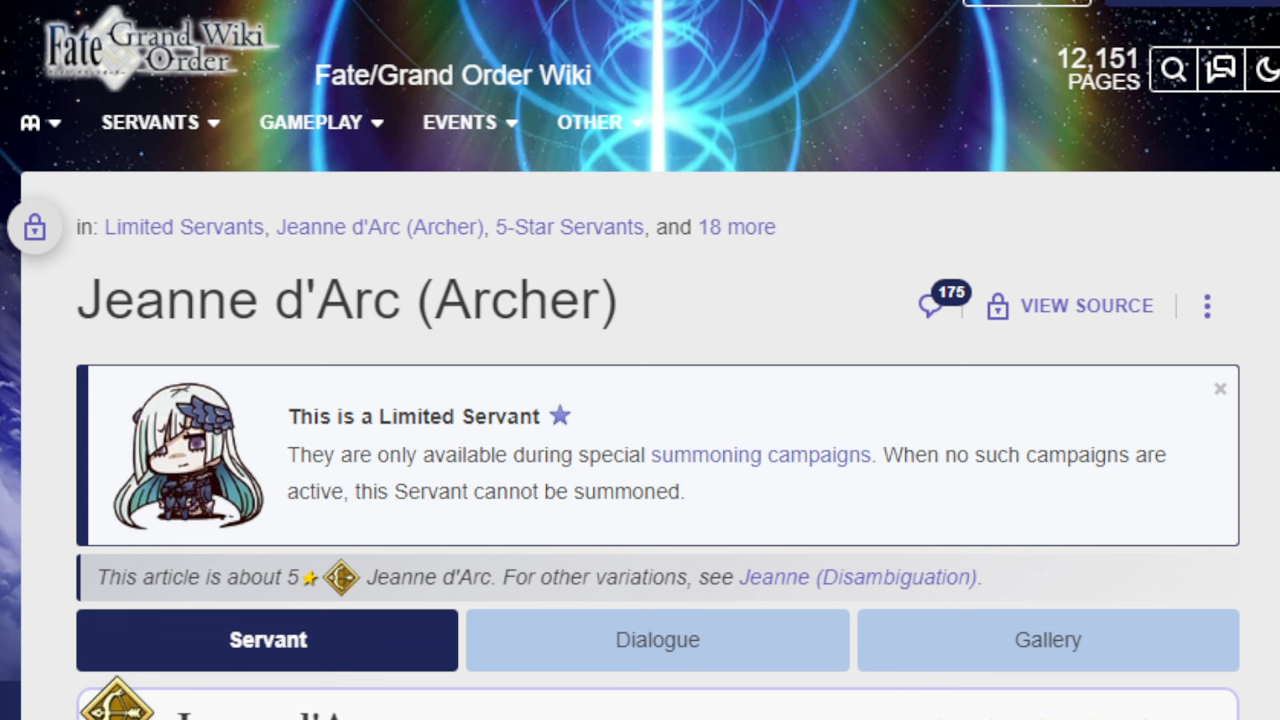 Fate Grand Wiki
Order
Fate/Grand Order Wiki
12,151
PAGES
SERVANTS GAMEPLAY EVENTS OTHER
in: Limited Servants, Jeanne d'Arc (Archer), 5-Star Servants, and 18 more
Jeanne d'Arc (Archer)
175
VIEW SOURCE
This is a Limited Servant
They are only available during special summoning campaigns. When no such campaigns are
active, this Servant cannot be summoned.
This article is about 5 Jeanne d'Arc. For other variations, see Jeanne (Disambiguation).
Servant
Dialogue
Gallery